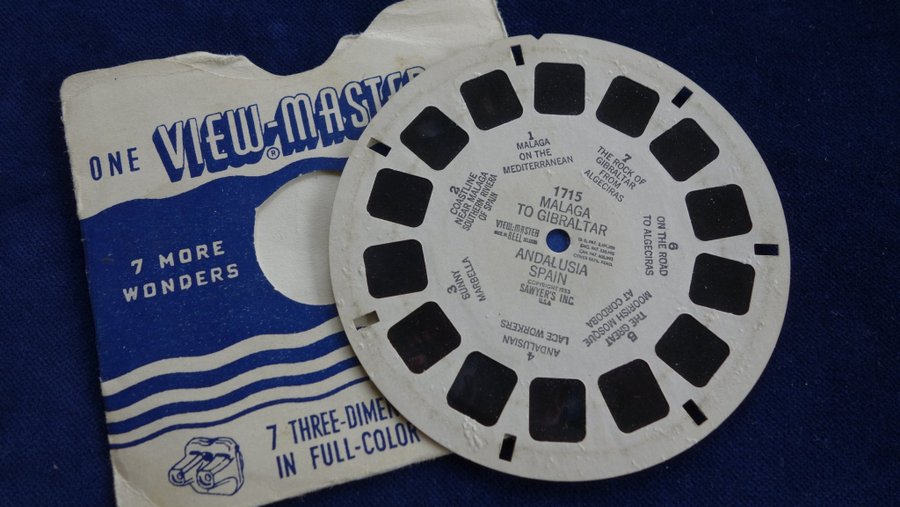 ONE VIEW-MASTER
®
7 MORE
WONDERS
7 THREE-DIMEN
IN FULL-COLOR
1
MALAGA
ON THE
MEDITERRANEAN
2
COASTLINE
NEAR MALAGA
SOUTHERN RIVIERA
OF SPAIN
3
SUNNY
MARBELLA
4
ANDALUSIAN
LACE WORKERS
5
THE GREAT
MOORISH MOSQUE
AT CORDOBA
6
ON THE ROAD
TO ALGECIRAS
7
THE ROCK OF
GIBRALTAR
FROM
ALGECIRAS
1715
MALAGA
TO GIBRALTAR
VIEW-MASTER
REEL
ANDALUSIA
SPAIN
COPYRIGHT 1953
SAWYER'S INC.
U.S.A.